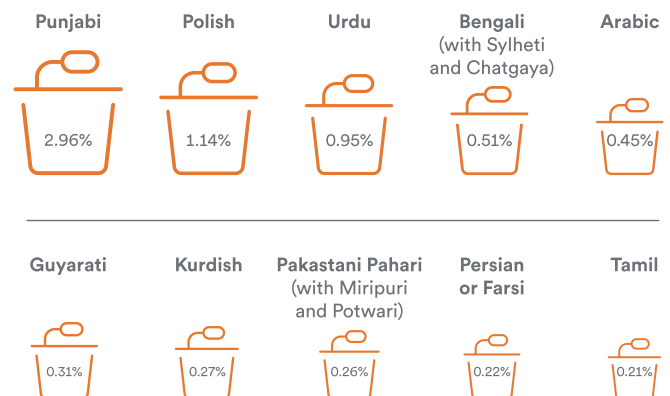 Punjabi
Polish
Urdu
Bengali
(with Sylheti
and Chatgaya)
Arabic
2.96%
1.14%
0.95%
0.51%
0.45%
Guyarati
Kurdish
Pakastani Pahari
(with Miripuri
and Potwari)
Persian
or Farsi
Tamil
0.31%
0.27%
0.26%
0.22%
0.21%